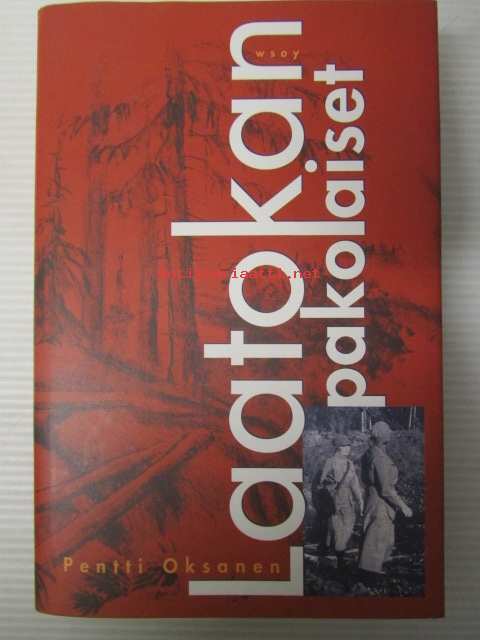 wsoy
Laatokan
pakolaiset
Pentti Oksanen